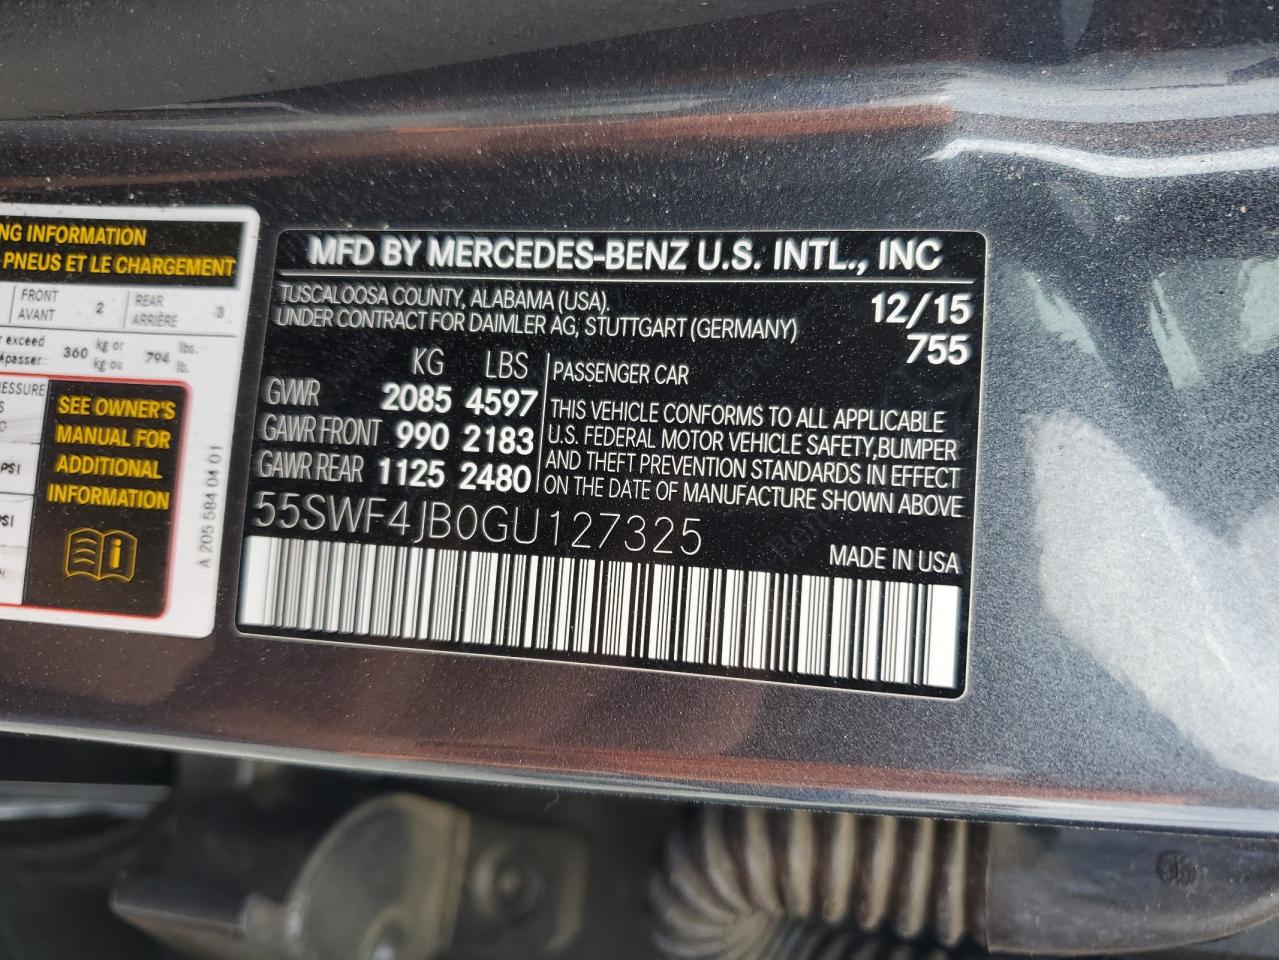 NG INFORMATION
PNEUS ET LE CHARGEMENT
FRONT
AVANT 2 REAR
ARRIÈRE 3
r exceed
épasser 360 kg or
kg ou 794 lbs.
lb.
SEE OWNER'S
MANUAL FOR
ADDITIONAL
INFORMATION
PSI
A 205 584 04 01
MFD BY MERCEDES-BENZ U.S. INTL., INC
TUSCALOOSA COUNTY, ALABAMA (USA). 12/15
UNDER CONTRACT FOR DAIMLER AG, STUTTGART (GERMANY) 755
KG LBS
GVWR 2085 4597
GAWR FRONT 990 2183
GAWR REAR 1125 2480
PASSENGER CAR
THIS VEHICLE CONFORMS TO ALL APPLICABLE
U.S. FEDERAL MOTOR VEHICLE SAFETY,BUMPER
AND THEFT PREVENTION STANDARDS IN EFFECT
ON THE DATE OF MANUFACTURE SHOWN ABOVE
55SWF4JB0GU127325
MADE IN USA